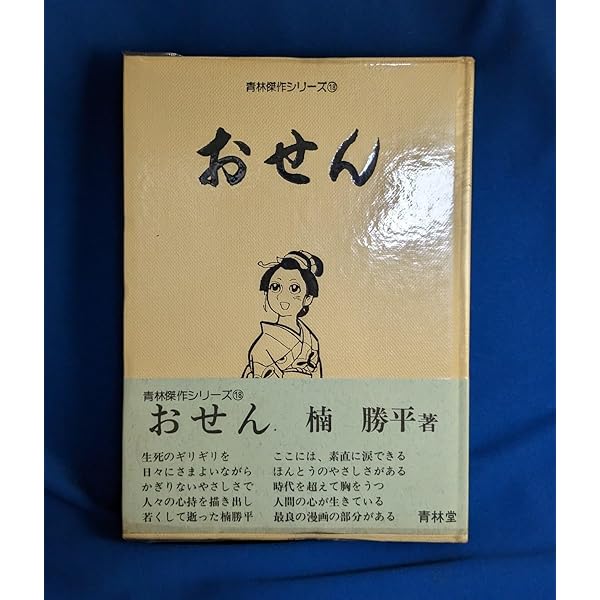 青林傑作シリーズ⑱
おせん
青林傑作シリーズ⑱
おせん. 楠 勝平著
生死のギリギリを
日々にさまよいながら
かぎりないやさしさで
人々の心持を描き出し
若くして逝った楠勝平
ここには、素直に涙できる
ほんとうのやさしさがある
時代を超えて胸をうつ
人間の心が生きている
最良の漫画の部分がある
青林堂